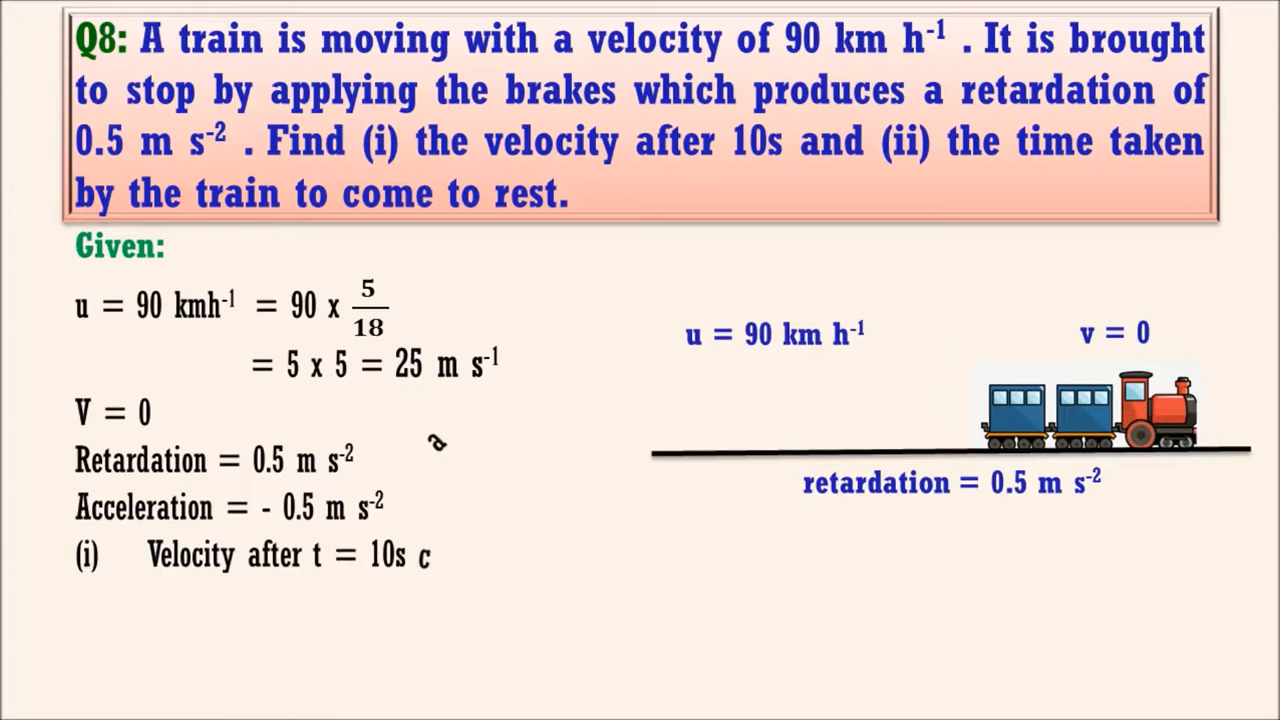 Q8: A train is moving with a velocity of 90 km h⁻¹ . It is brought
to stop by applying the brakes which produces a retardation of
0.5 m s⁻² . Find (i) the velocity after 10s and (ii) the time taken
by the train to come to rest.
Given:
u = 90 kmh⁻¹ = 90 x 5/18
= 5 x 5 = 25 m s⁻¹
V = 0
Retardation = 0.5 m s⁻²
a
Acceleration = - 0.5 m s⁻²
(i) Velocity after t = 10s c
u = 90 km h⁻¹
v = 0
retardation = 0.5 m s⁻²